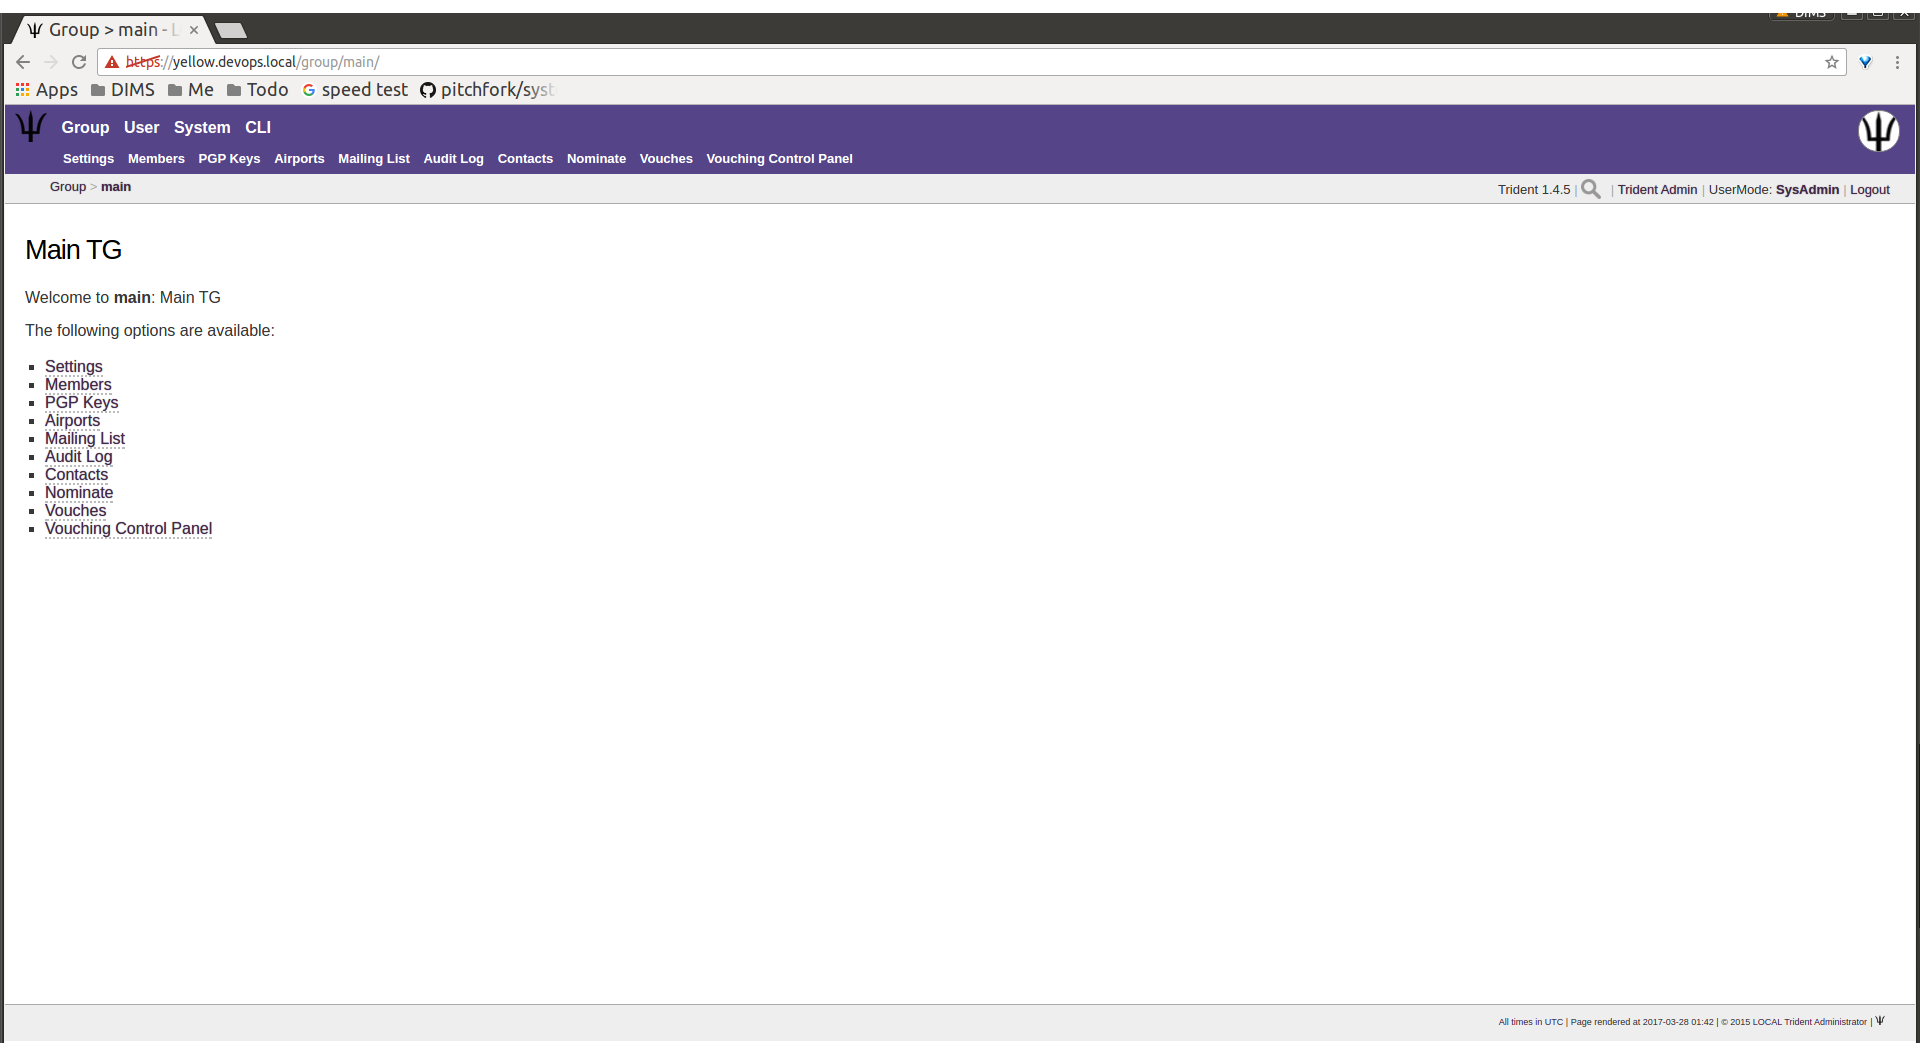 DIMS
Group > main - L
https://yellow.devops.local/group/main/
Apps DIMS Me Todo speed test pitchfork/syst
Group User System CLI
Settings Members PGP Keys Airports Mailing List Audit Log Contacts Nominate Vouches Vouching Control Panel
Group > main
Trident 1.4.5 | | Trident Admin | UserMode: SysAdmin | Logout
Main TG
Welcome to main: Main TG
The following options are available:
Settings
Members
PGP Keys
Airports
Mailing List
Audit Log
Contacts
Nominate
Vouches
Vouching Control Panel
All times in UTC | Page rendered at 2017-03-28 01:42 | © 2015 LOCAL Trident Administrator |